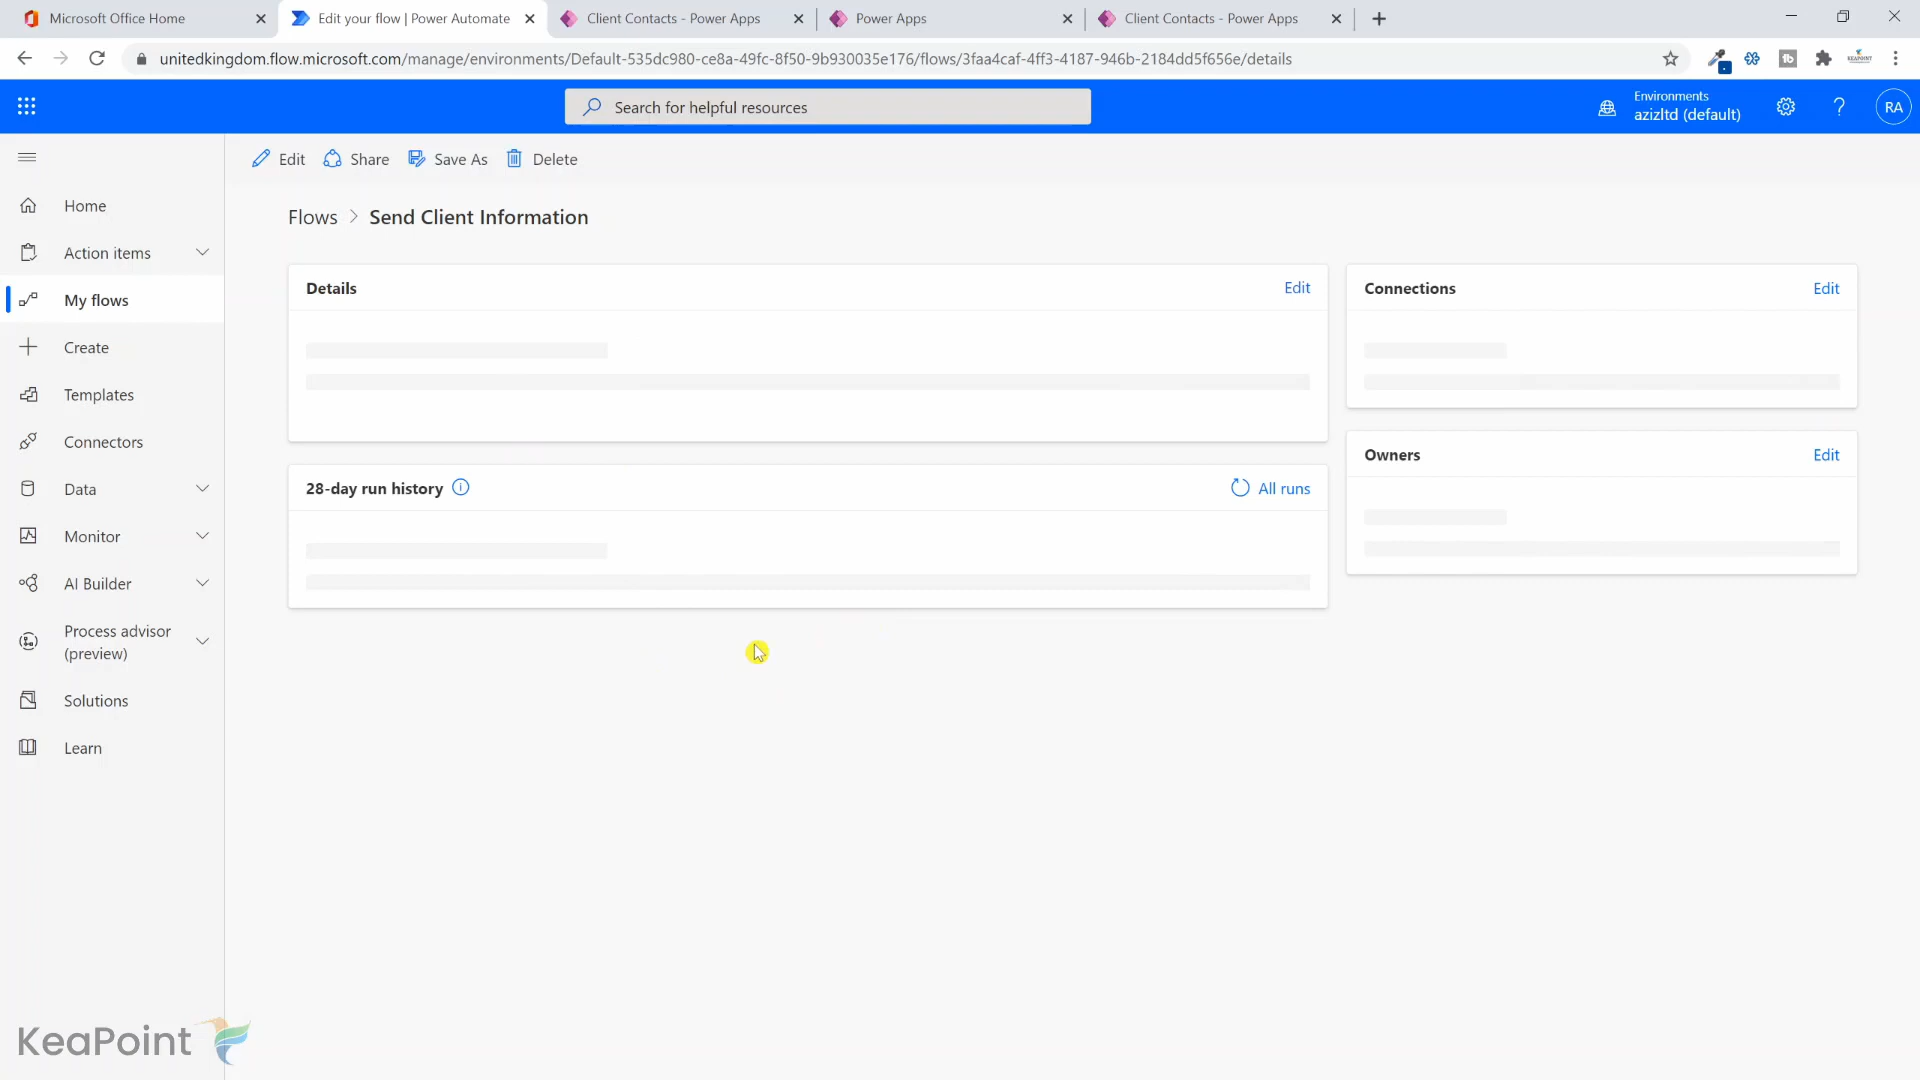 Microsoft Office Home
Edit your flow | Power Automate
Client Contacts - Power Apps
Power Apps
Client Contacts - Power Apps
unitedkingdom.flow.microsoft.com/manage/environments/Default-535dc980-ce8a-49fc-8f50-9b930035e176/flows/3faa4caf-4ff3-4187-946b-2184dd5f656e/details
Search for helpful resources
Environments
azizltd (default)
RA
Edit
Share
Save As
Delete
Home
Action items
My flows
Create
Templates
Connectors
Data
Monitor
AI Builder
Process advisor
(preview)
Solutions
Learn
Flows > Send Client Information
Details
Edit
Connections
Edit
28-day run history
All runs
Owners
Edit
KeaPoint